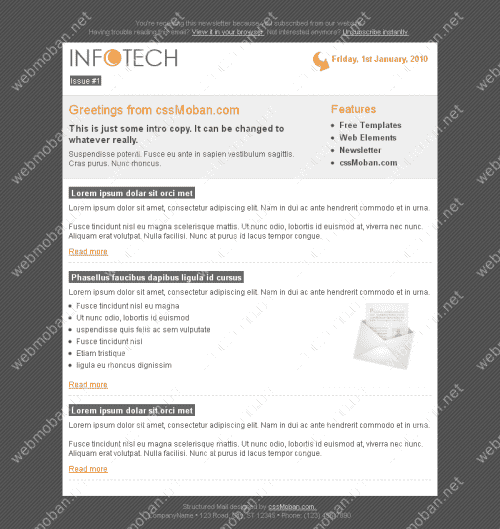 You're receiving this newsletter because you subscribed from our website.
Having trouble reading this email? View it in your browser. Not interested anymore? Unsubscribe instantly.
INFOTECH
Friday, 1st January, 2010
Issue #1
Greetings from cssMoban.com
This is just some intro copy. It can be changed to
whatever really.
Suspendisse potenti. Fusce eu ante in sapien vestibulum sagittis.
Cras purus. Nunc rhoncus.
Features
Free Templates
Web Elements
Newsletter
cssMoban.com
Lorem ipsum dolor sit orci met
Lorem ipsum dolor sit amet, consectetur adipiscing elit. Nam in dui ac ante hendrerit commodo et in urna.
Fusce tincidunt nisl eu magna scelerisque mattis. Ut nunc odio, lobortis id euismod at, viverra nec nunc.
Aliquam erat volutpat. Nulla facilisi. Nunc at purus id lacus tempor congue.
Read more
Phasellus faucibus dapibus ligula id cursus
Lorem ipsum dolor sit amet, consectetur adipiscing elit. Nam in dui ac ante hendrerit commodo et in urna.
Fusce tincidunt nisl eu magna
Ut nunc odio, lobortis id euismod
uspendisse quis felis ac sem vulputate
Fusce tincidunt nisl
Etiam tristique
ligula eu rhoncus dignissim
Read more
Lorem ipsum dolor sit orci met
Lorem ipsum dolor sit amet, consectetur adipiscing elit. Nam in dui ac ante hendrerit commodo et in urna.
Fusce tincidunt nisl eu magna scelerisque mattis. Ut nunc odio, lobortis id euismod at, viverra nec nunc.
Aliquam erat volutpat. Nulla facilisi. Nunc at purus id lacus tempor congue.
Read more
Structured Mail designed by cssMoban.com.
CompanyName • 123 Road, ST 12345 • Phone: (123)
webmoban.net